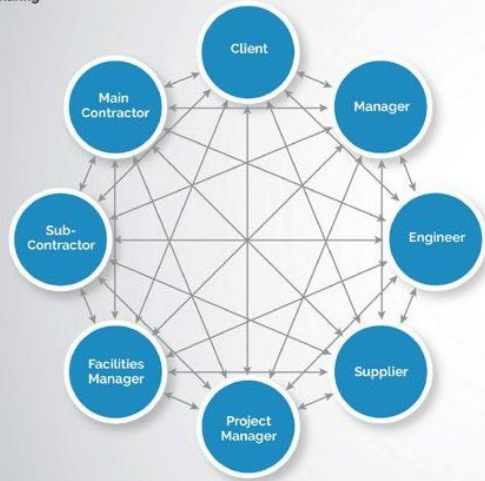 Client
Main
Contractor
Manager
Sub-
Contractor
Engineer
Facilities
Manager
Supplier
Project
Manager